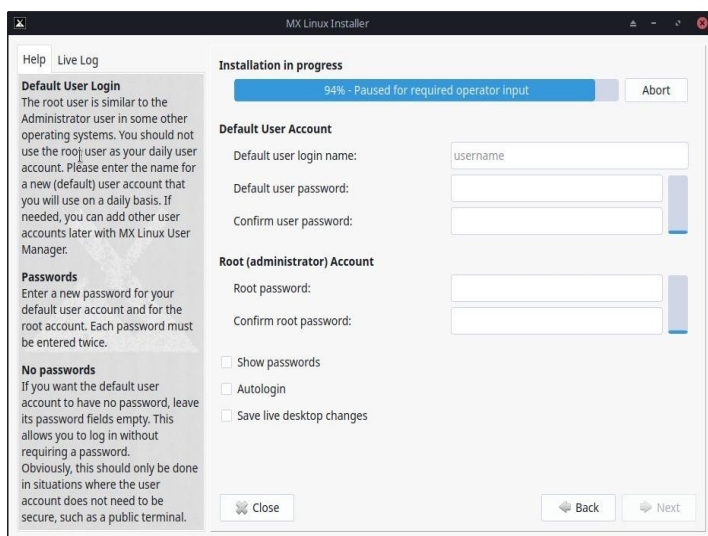 MX Linux Installer
Help
Live Log
Default User Login
The root user is similar to the
Administrator user in some other
operating systems. You should not
use the root user as your daily user
account. Please enter the name for
a new (default) user account that
you will use on a daily basis. If
needed, you can add other user
accounts later with MX Linux User
Manager.
Passwords
Enter a new password for your
default user account and for the
root account. Each password must
be entered twice.
No passwords
If you want the default user
account to have no password, leave
its password fields empty. This
allows you to log in without
requiring a password.
Obviously, this should only be done
in situations where the user
account does not need to be
secure, such as a public terminal.
Installation in progress
94% - Paused for required operator input
Abort
Default User Account
Default user login name:
username
Default user password:
Confirm user password:
Root (administrator) Account
Root password:
Confirm root password:
Show passwords
Autologin
Save live desktop changes
Close
Back
Next